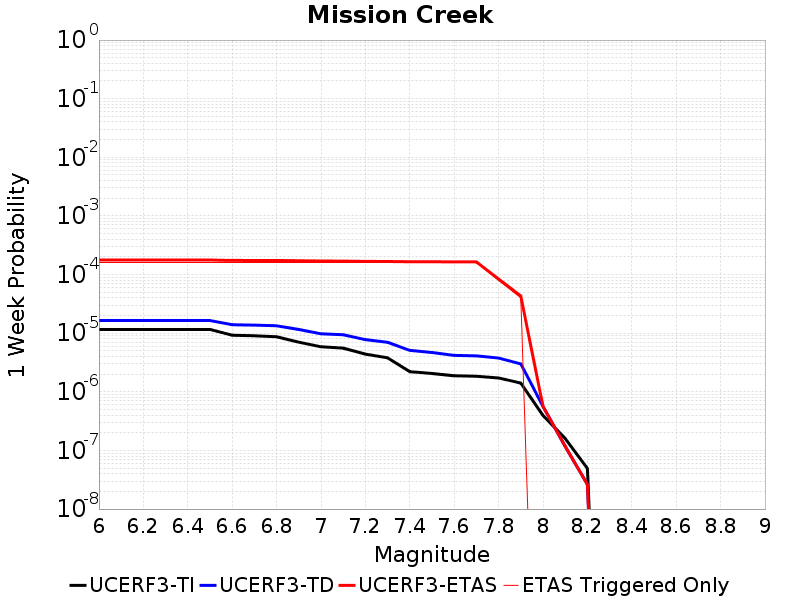 Mission Creek
10^0
10^-1
10^-2
10^-3
10^-4
10^-5
10^-6
10^-7
10^-8
1 Week Probability
6 6.2 6.4 6.6 6.8 7 7.2 7.4 7.6 7.8 8 8.2 8.4 8.6 8.8 9
Magnitude
UCERF3-TI UCERF3-TD UCERF3-ETAS ETAS Triggered Only